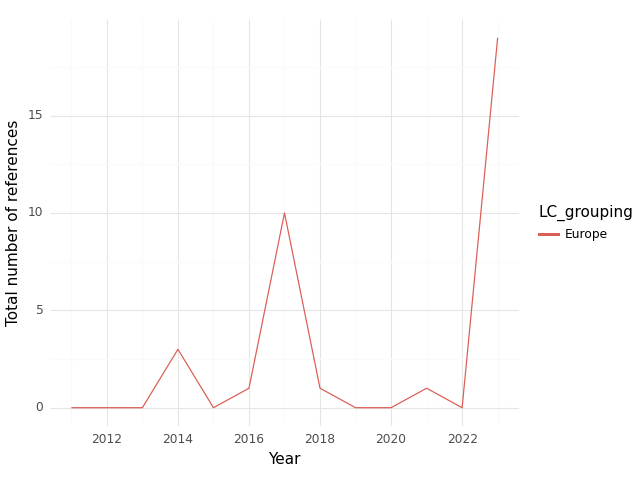 Total number of references
15
10
5
0
2012 2014 2016 2018 2020 2022
Year
LC_grouping
Europe